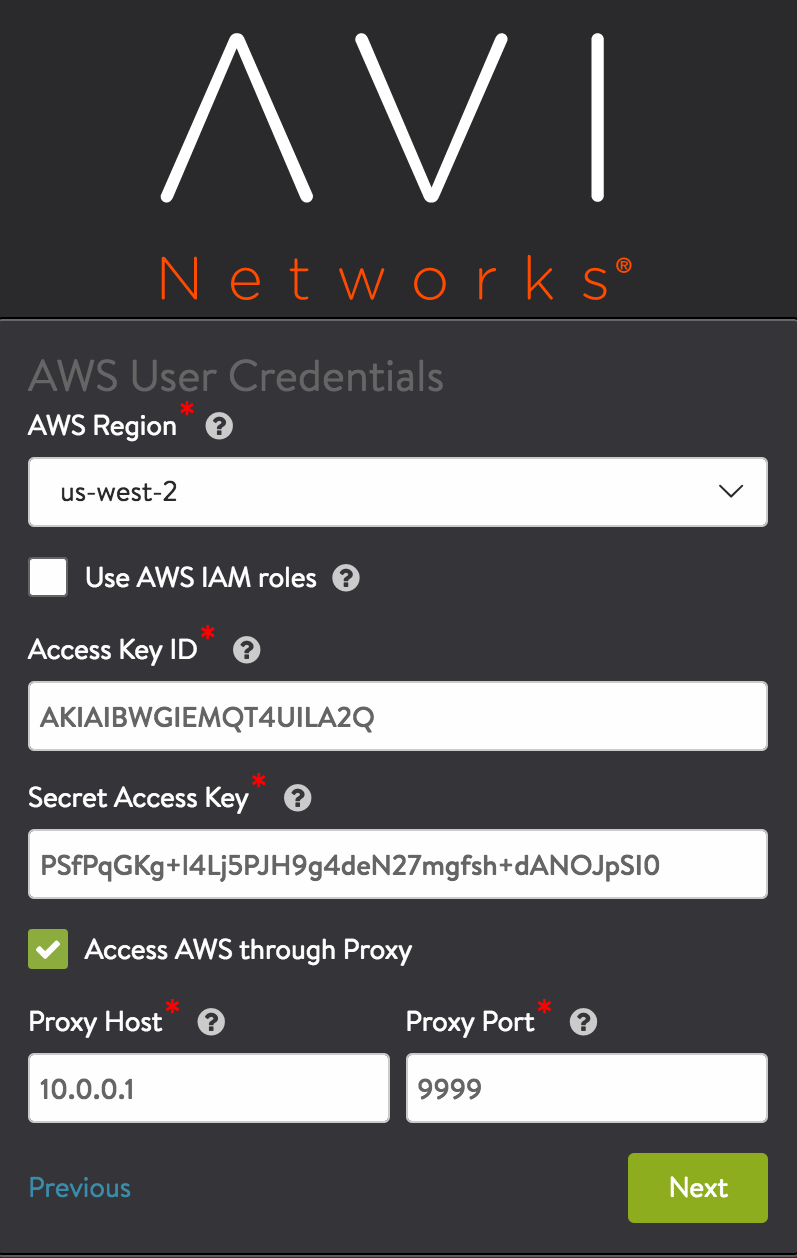 AVI
Networks®
AWS User Credentials
AWS Region*
us-west-2
Use AWS IAM roles
Access Key ID*
AKIAIBWGIEMQT4UILA2Q
Secret Access Key*
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
Access AWS through Proxy
Proxy Host* Proxy Port*
10.0.0.1 9999
Previous Next